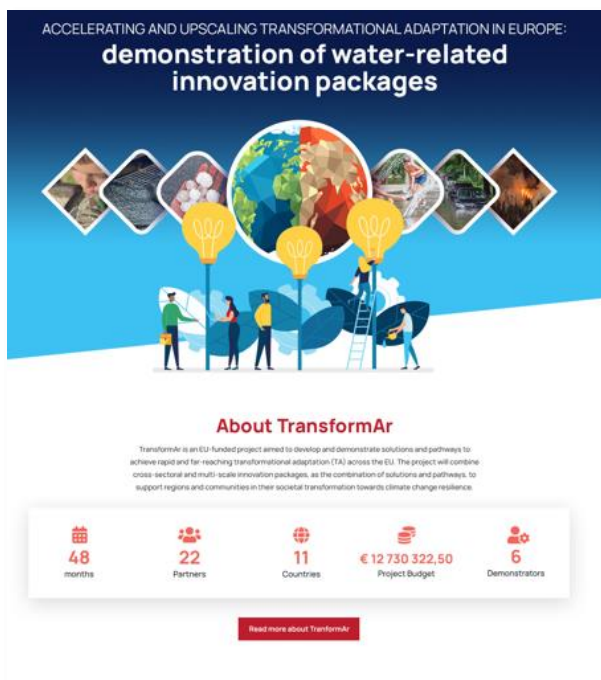 ACCELERATING AND UPSCALING TRANSFORMATIONAL ADAPTATION IN EUROPE:
demonstration of water-related
innovation packages
About TransformAr
TransformAr is an EU-funded project aimed to develop and demonstrate solutions and pathways to
achieve rapid and far-reaching transformational adaptation (TA) across the EU. The project will combine
cross-sectoral and multi-scale innovation packages, as the combination of solutions and pathways, to
support regions and communities in their societal transformation towards climate change resilience.
48
months
22
Partners
11
Countries
€ 12 730 322,50
Project Budget
6
Demonstrators
Read more about TranformAr